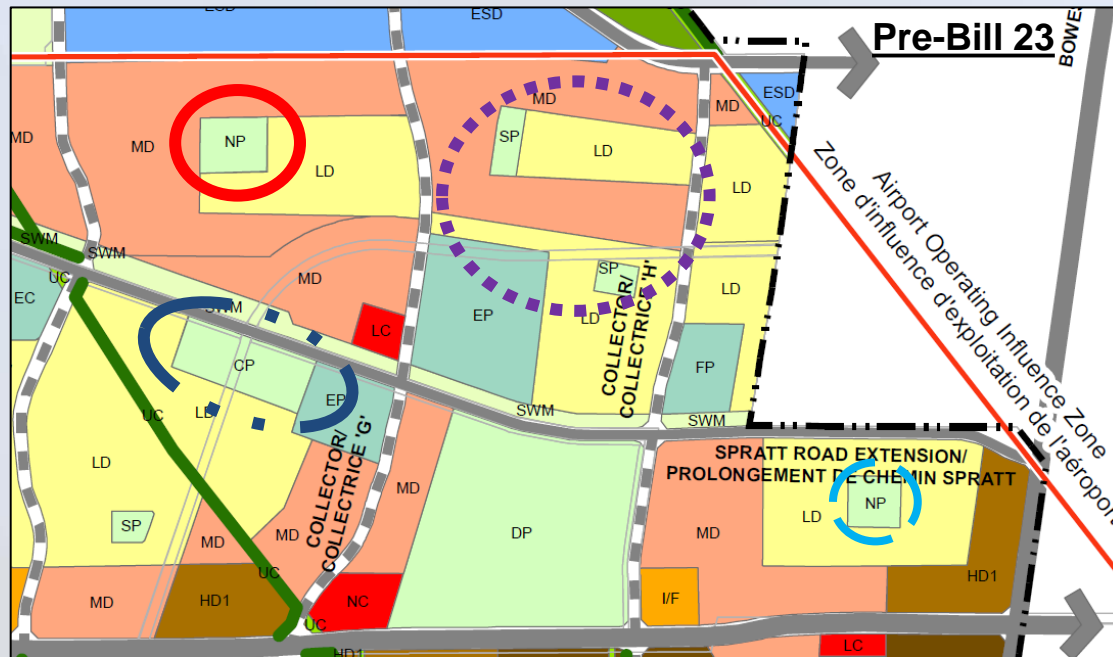 ESD
ESD
Pre-Bill 23
BOWES
MD
MD
NP
LD
MD
SP
LD
MD
ESD
UC
LD
Airport Operating Influence Zone
Zone d'influence d'exploitation de l'aéroport
SWM
SWM
UC
EC
SWM
MD
LC
EP
SP
LD
COLLECTOR/
COLLECTRICE 'H'
LD
FP
CP
EP
LD
UC
SWM
SWM
LD
COLLECTOR/
COLLECTRICE 'G'
MD
SPRATT ROAD EXTENSION/
PROLONGEMENT DE CHEMIN SPRATT
NP
LD
SP
MD
MD
DP
MD
HD1
UC
MD
HD1
NC
I/F
UC
HD1
LC